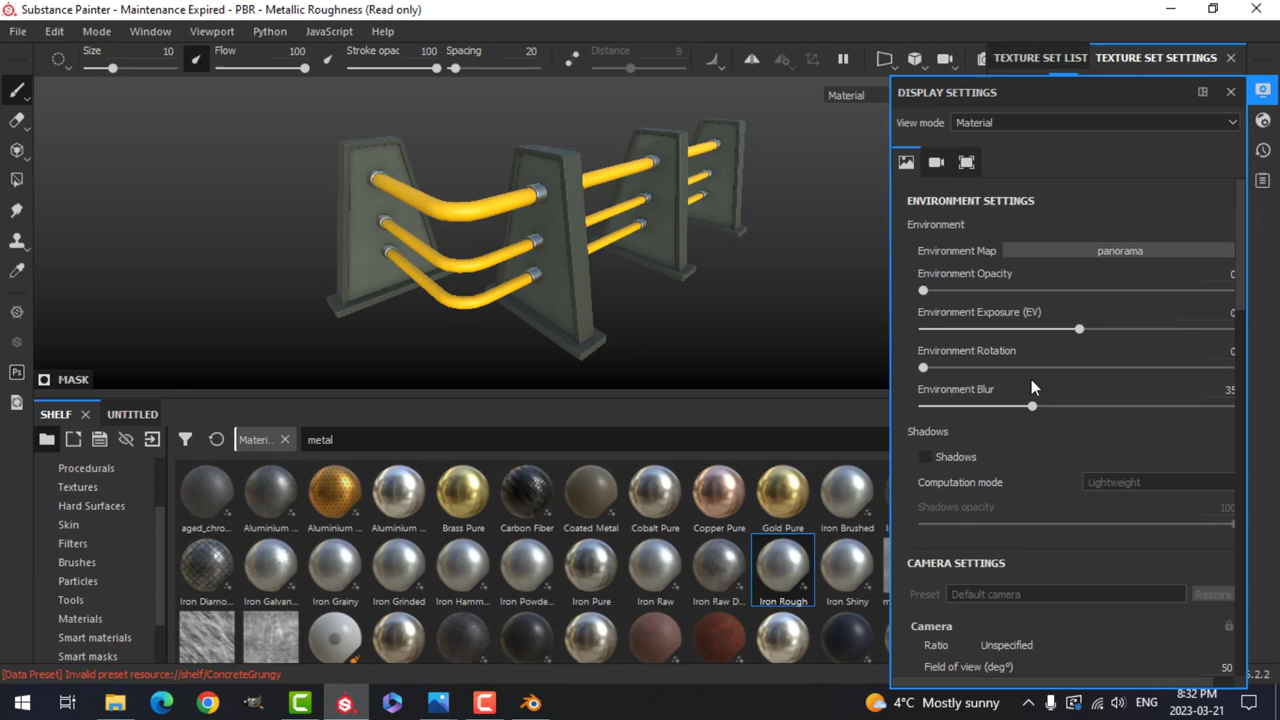 Substance Painter - Maintenance Expired - PBR - Metallic Roughness (Read only)
File Edit Mode Window Viewport Python JavaScript Help
Size 10 Flow 100 Stroke opac 100 Spacing 20 Distance 8
TEXTURE SET LIST TEXTURE SET SETTINGS
Material
DISPLAY SETTINGS
View mode Material
ENVIRONMENT SETTINGS
Environment
Environment Map panorama
Environment Opacity 0
Environment Exposure (EV) 0
Environment Rotation 0
Environment Blur 35
Shadows
Shadows
Computation mode Lightweight
Shadows opacity 100
CAMERA SETTINGS
Preset Default camera Restore
Camera
Ratio Unspecified
Field of view (deg°) 50
Ps MASK
SHELF UNTITLED
Materi... metal
Procedurals
Textures
Hard Surfaces
Skin
Filters
Brushes
Particles
Tools
Materials
Smart materials
Smart masks
aged_chro... Aluminium ... Aluminium ... Aluminium ... Brass Pure Carbon Fiber Coated Metal Cobalt Pure Copper Pure Gold Pure Iron Brushed
Iron Diamo... Iron Galvan... Iron Grainy Iron Grinded Iron Hamm... Iron Powde... Iron Pure Iron Raw Iron Raw D... Iron Rough Iron Shiny
[Data Preset] Invalid preset resource://shelf/ConcreteGrungy
6.2.2
4°C Mostly sunny ENG 8:32 PM
2023-03-21